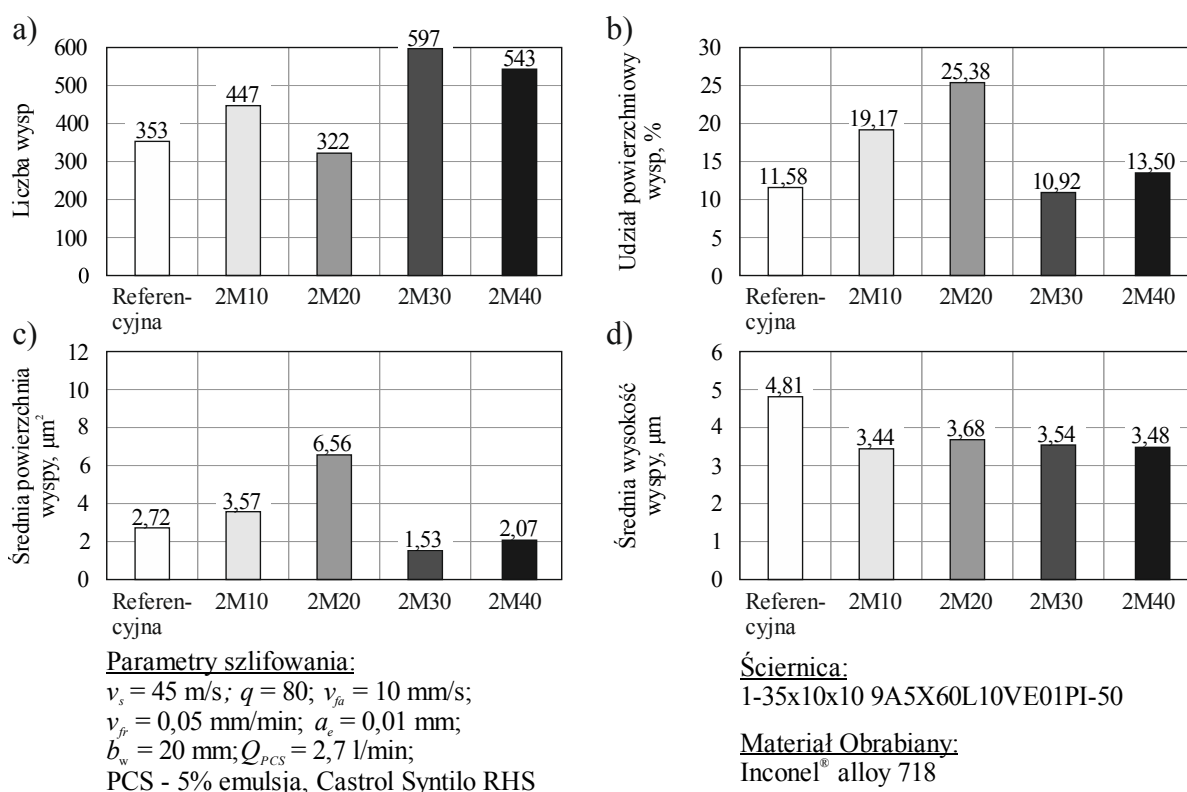 a)
Liczba wysp
600
500
400
300
200
100
0
353
447
322
597
543
Referen-
cyjna
2M10
2M20
2M30
2M40
b)
Udział powierzchniowy
wysp, %
30
25
20
15
10
5
0
11,58
19,17
25,38
10,92
13,50
Referen-
cyjna
2M10
2M20
2M30
2M40
c)
Średnia powierzchnia
wyspy, μm²
12
10
8
6
4
2
0
2,72
3,57
6,56
1,53
2,07
Referen-
cyjna
2M10
2M20
2M30
2M40
d)
Średnia wysokość
wyspy, μm
6
5
4
3
2
1
0
4,81
3,44
3,68
3,54
3,48
Referen-
cyjna
2M10
2M20
2M30
2M40
Parametry szlifowania:
vs = 45 m/s; q = 80; vfa = 10 mm/s;
vfr = 0,05 mm/min; ae = 0,01 mm;
bw = 20 mm; QPCS = 2,7 l/min;
PCS - 5% emulsja, Castrol Syntilo RHS
Ściernica:
1-35x10x10 9A5X60L10VE01PI-50
Materiał Obrabiany:
Inconel® alloy 718